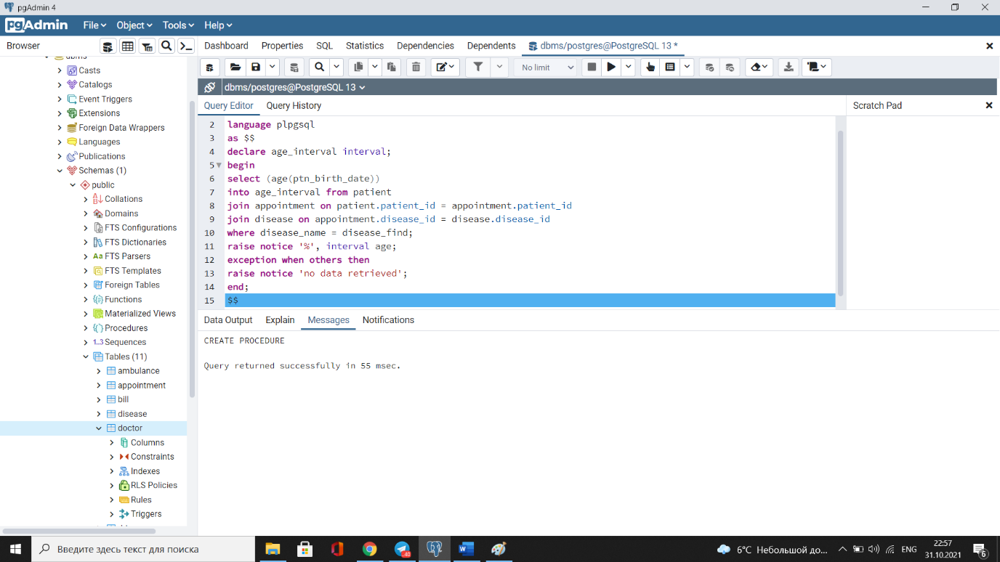 pgAdmin 4
pgAdmin File Object Tools Help
Browser
Dashboard Properties SQL Statistics Dependencies Dependents dbms/postgres@PostgreSQL 13 *
No limit
dbms/postgres@PostgreSQL 13
Query Editor Query History
Scratch Pad
dbms
Casts
Catalogs
Event Triggers
Extensions
Foreign Data Wrappers
Languages
Publications
Schemas (1)
public
Collations
Domains
FTS Configurations
FTS Dictionaries
Aa FTS Parsers
FTS Templates
Foreign Tables
Functions
Materialized Views
Procedures
1..3 Sequences
Tables (11)
ambulance
appointment
bill
disease
doctor
Columns
Constraints
Indexes
RLS Policies
Rules
Triggers
2 language plpgsql
3 as $$
4 declare age_interval interval;
5 begin
6 select (age(ptn_birth_date))
7 into age_interval from patient
8 join appointment on patient.patient_id = appointment.patient_id
9 join disease on appointment.disease_id = disease.disease_id
10 where disease_name = disease_find;
11 raise notice '%', interval age;
12 exception when others then
13 raise notice 'no data retrieved';
14 end;
15 $$
Data Output Explain Messages Notifications
CREATE PROCEDURE
Query returned successfully in 55 msec.
Введите здесь текст для поиска
40
6°C Небольшой до...
ENG
22:57
31.10.2021
6